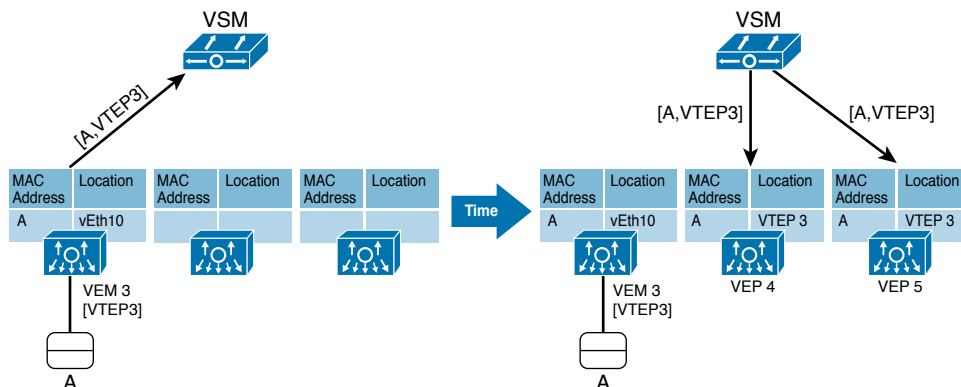 VSM
[A,VTEP3]
MAC Address
Location
MAC Address
Location
MAC Address
Location
A
vEth10
VEM 3
[VTEP3]
A
Time
VSM
[A,VTEP3]
[A,VTEP3]
MAC Address
Location
MAC Address
Location
MAC Address
Location
A
vEth10
A
VTEP 3
A
VTEP 3
VEM 3
[VTEP3]
VEP 4
VEP 5
A